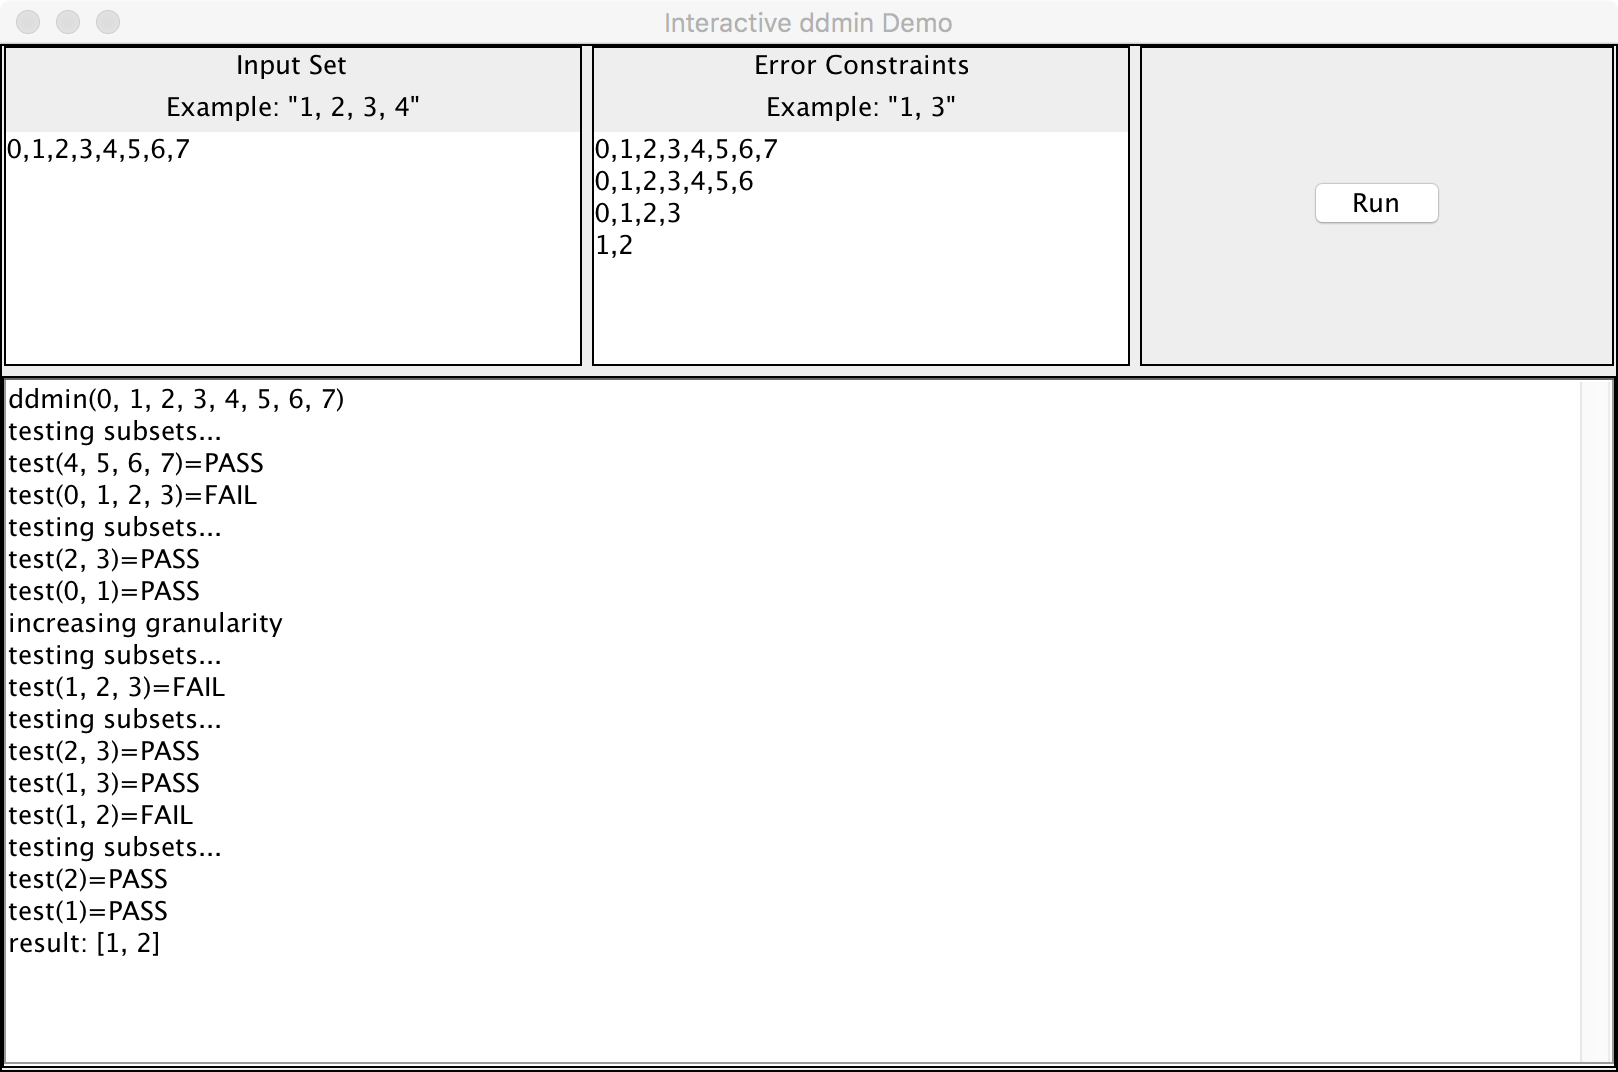 Interactive ddmin Demo
Input Set
Example: "1, 2, 3, 4"
0,1,2,3,4,5,6,7
Error Constraints
Example: "1, 3"
0,1,2,3,4,5,6,7
0,1,2,3,4,5,6
0,1,2,3
1,2
Run
ddmin(0, 1, 2, 3, 4, 5, 6, 7)
testing subsets...
test(4, 5, 6, 7)=PASS
test(0, 1, 2, 3)=FAIL
testing subsets...
test(2, 3)=PASS
test(0, 1)=PASS
increasing granularity
testing subsets...
test(1, 2, 3)=FAIL
testing subsets...
test(2, 3)=PASS
test(1, 3)=PASS
test(1, 2)=FAIL
testing subsets...
test(2)=PASS
test(1)=PASS
result: [1, 2]